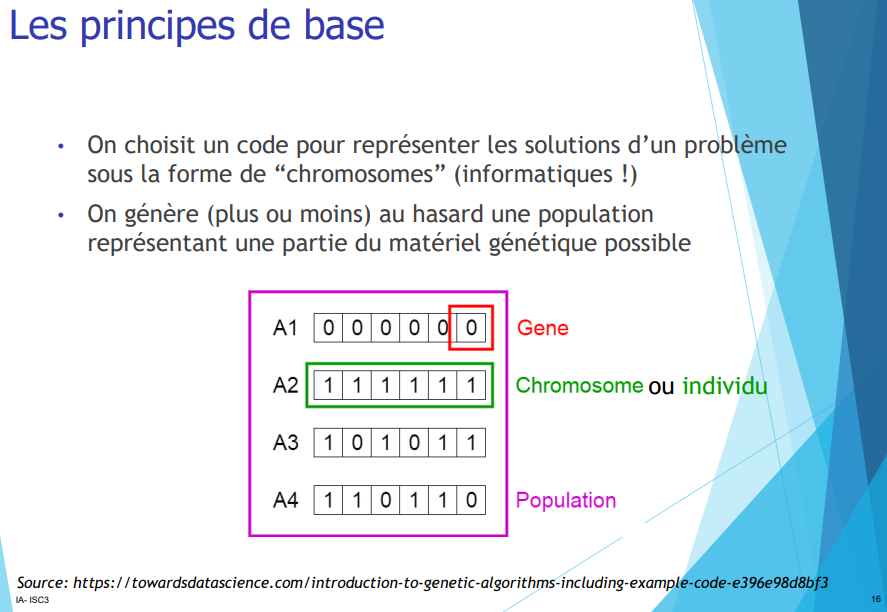 Les principes de base
• On choisit un code pour représenter les solutions d’un problème
sous la forme de “chromosomes” (informatiques !)
• On génère (plus ou moins) au hasard une population
représentant une partie du matériel génétique possible
A1 0 0 0 0 0 0 Gene
A2 1 1 1 1 1 1 Chromosome ou individu
A3 1 0 1 0 1 1
A4 1 1 0 1 1 0 Population
Source: https://towardsdatascience.com/introduction-to-genetic-algorithms-including-example-code-e396e98d8bf3
IA- ISC3
16